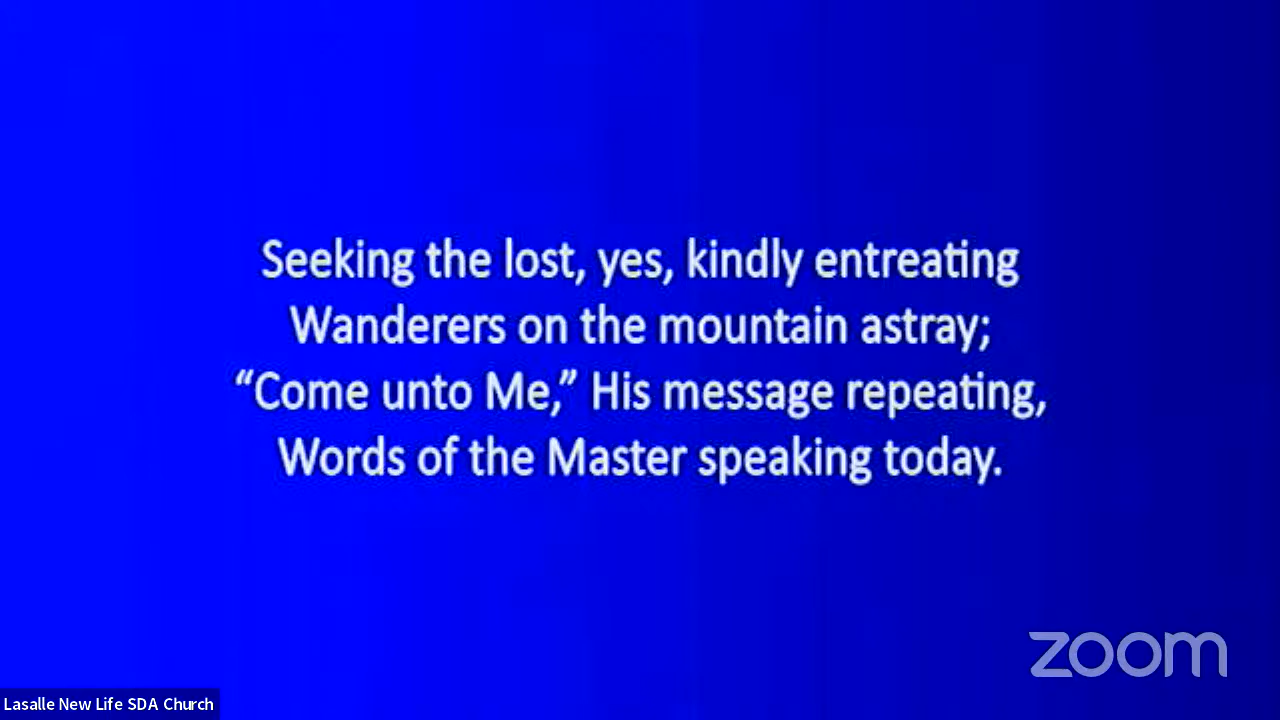 Seeking the lost, yes, kindly entreating
Wanderers on the mountain astray;
“Come unto Me,” His message repeating,
Words of the Master speaking today.
zoom
Lasalle New Life SDA Church